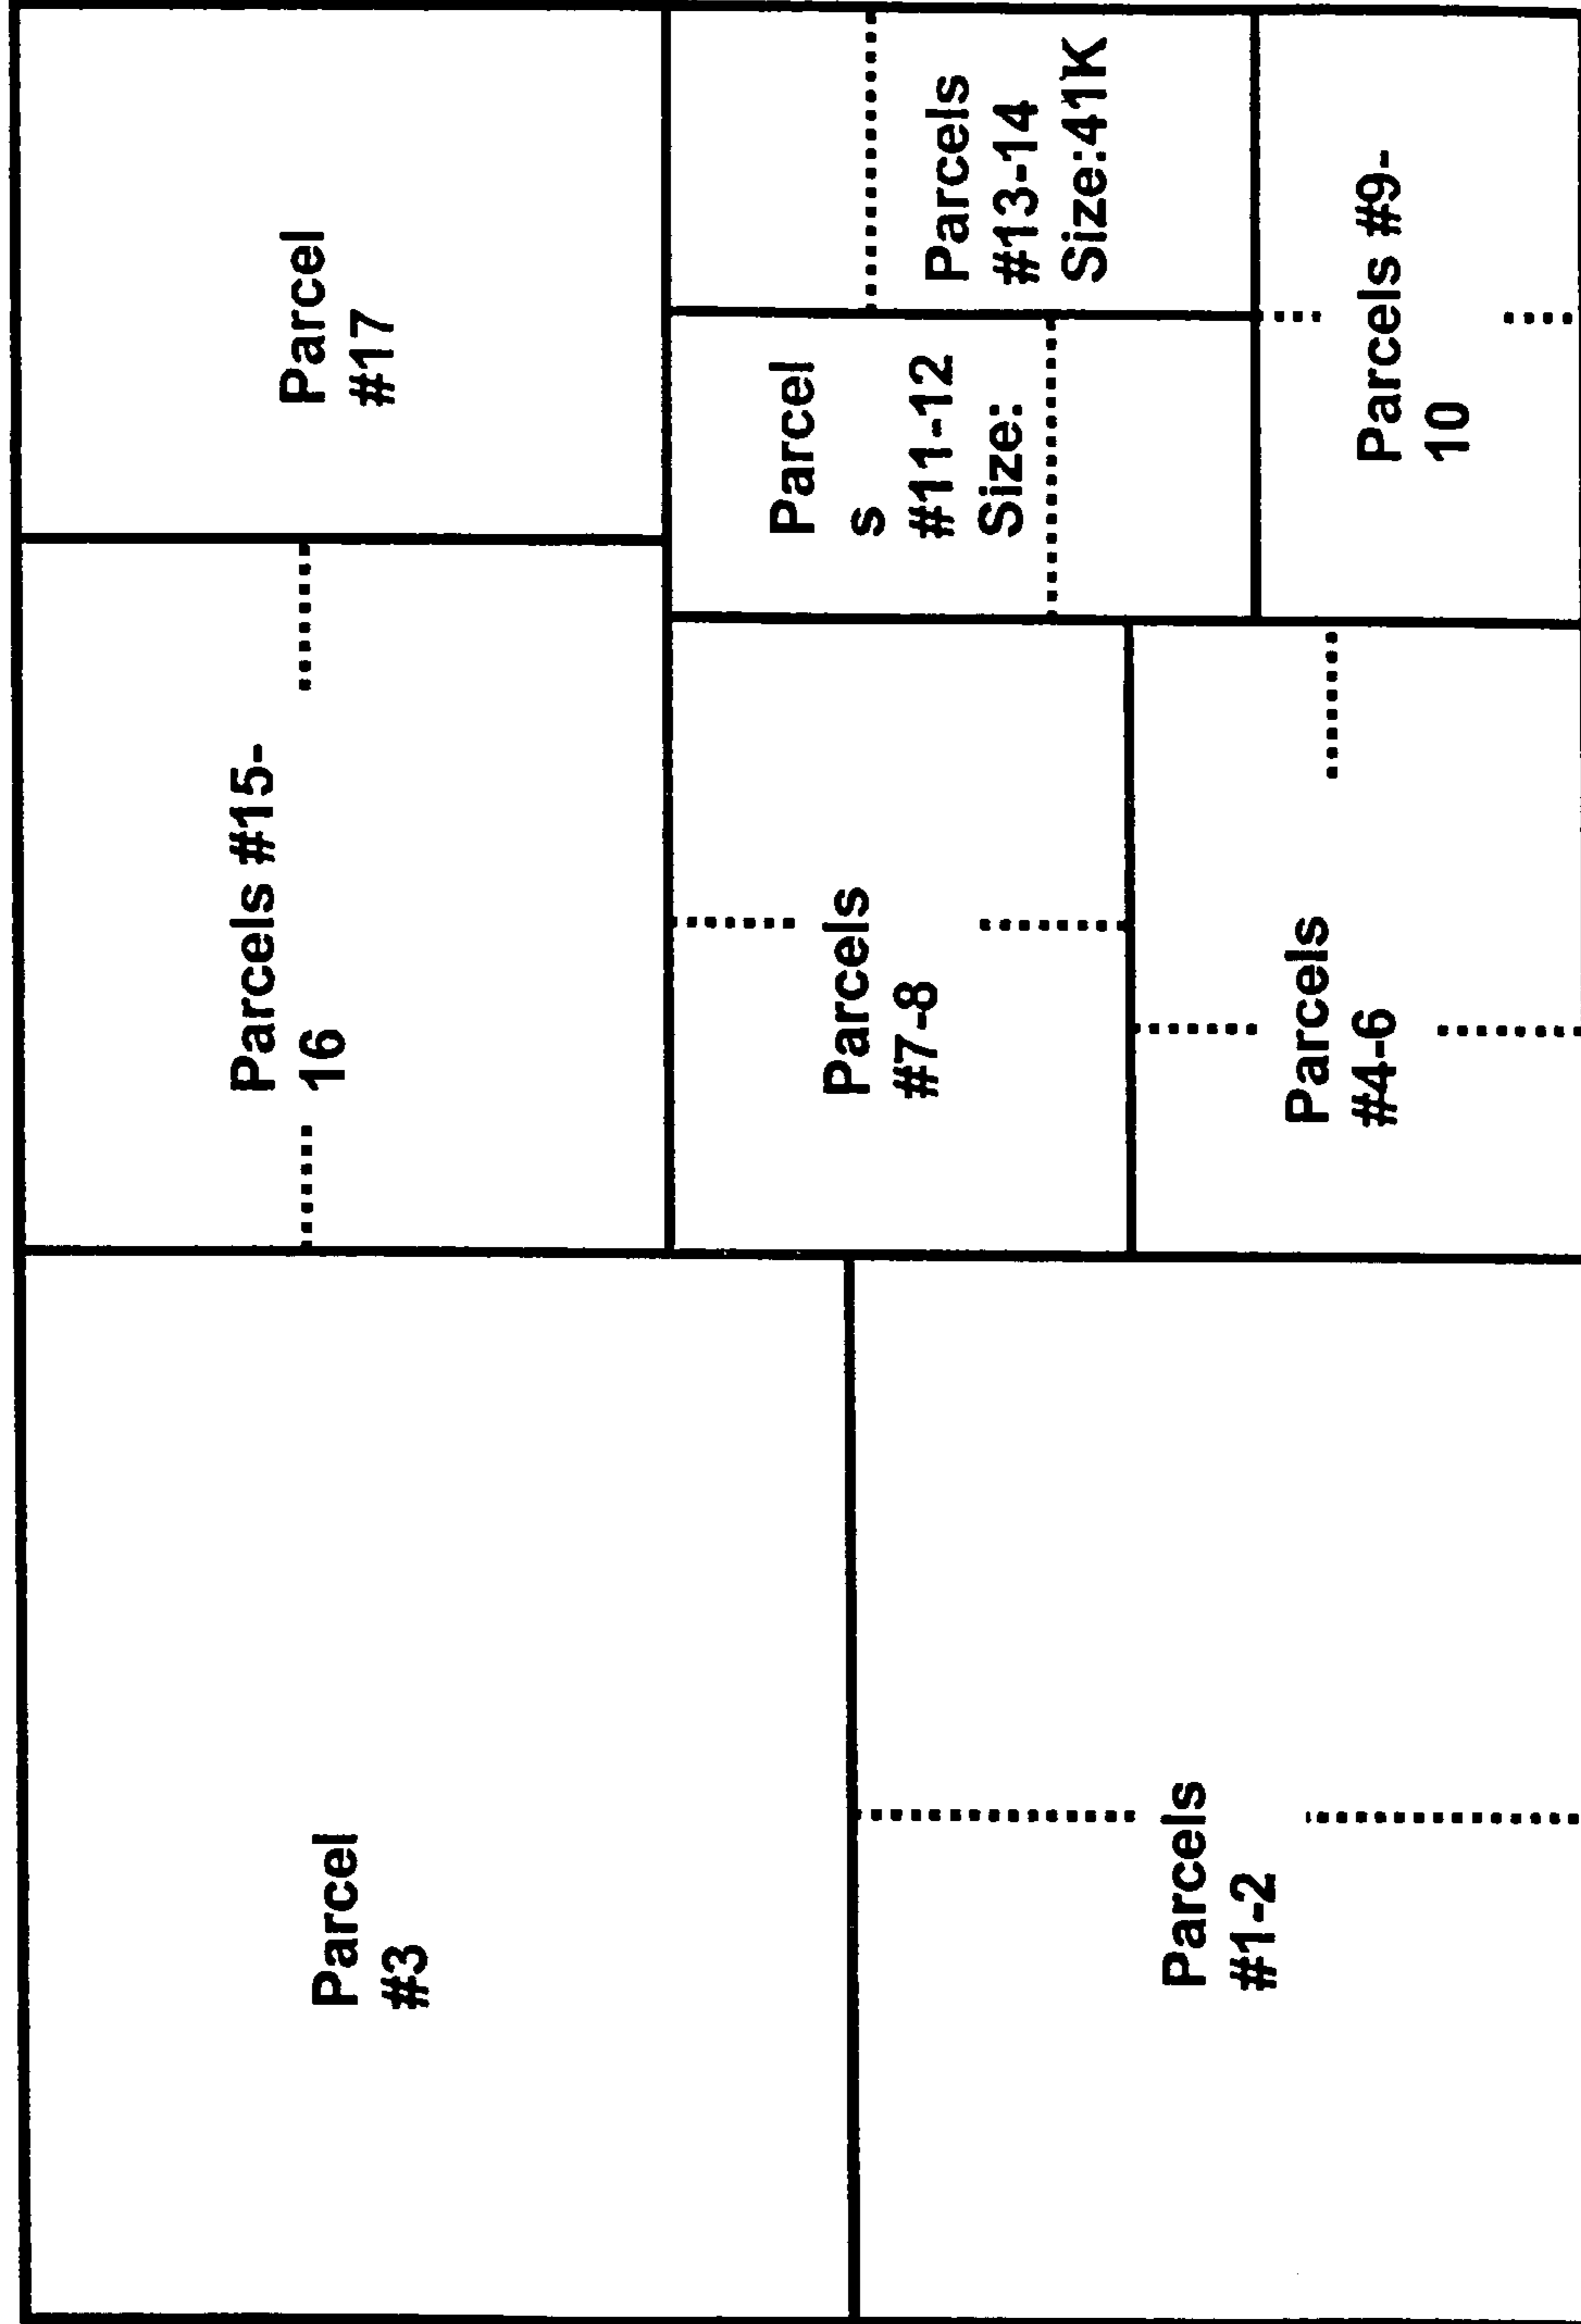 Parcel
#3
Parcels #15-
16
Parcel
#17
Parcels
#1-2
Parcels
#7-8
Parcels
#4-6
Parcel
s
#11-12
Size:
Parcels
#13-14
Size:41K
Parcels #9-
10